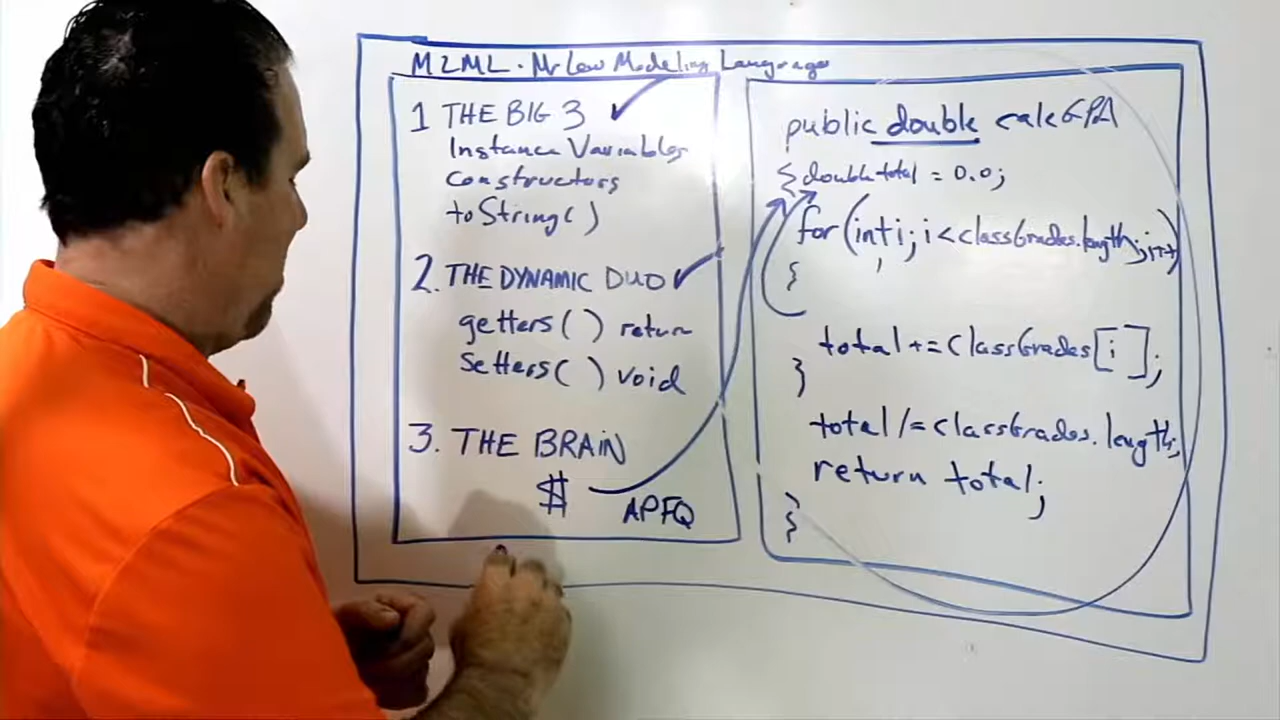 MLML. Mr Low Modeling Language
1 THE BIG 3
Instance Variables
constructors
toString()
2. THE DYNAMIC DUO
getters() return
Setters() void
3. THE BRAiN
APFQ
public double calcGPA
{double total = 0.0;
for(int i; i<classGrades.length; i++)
{
total += classGrades[i];
}
total /= classGrades.length;
return total;
}